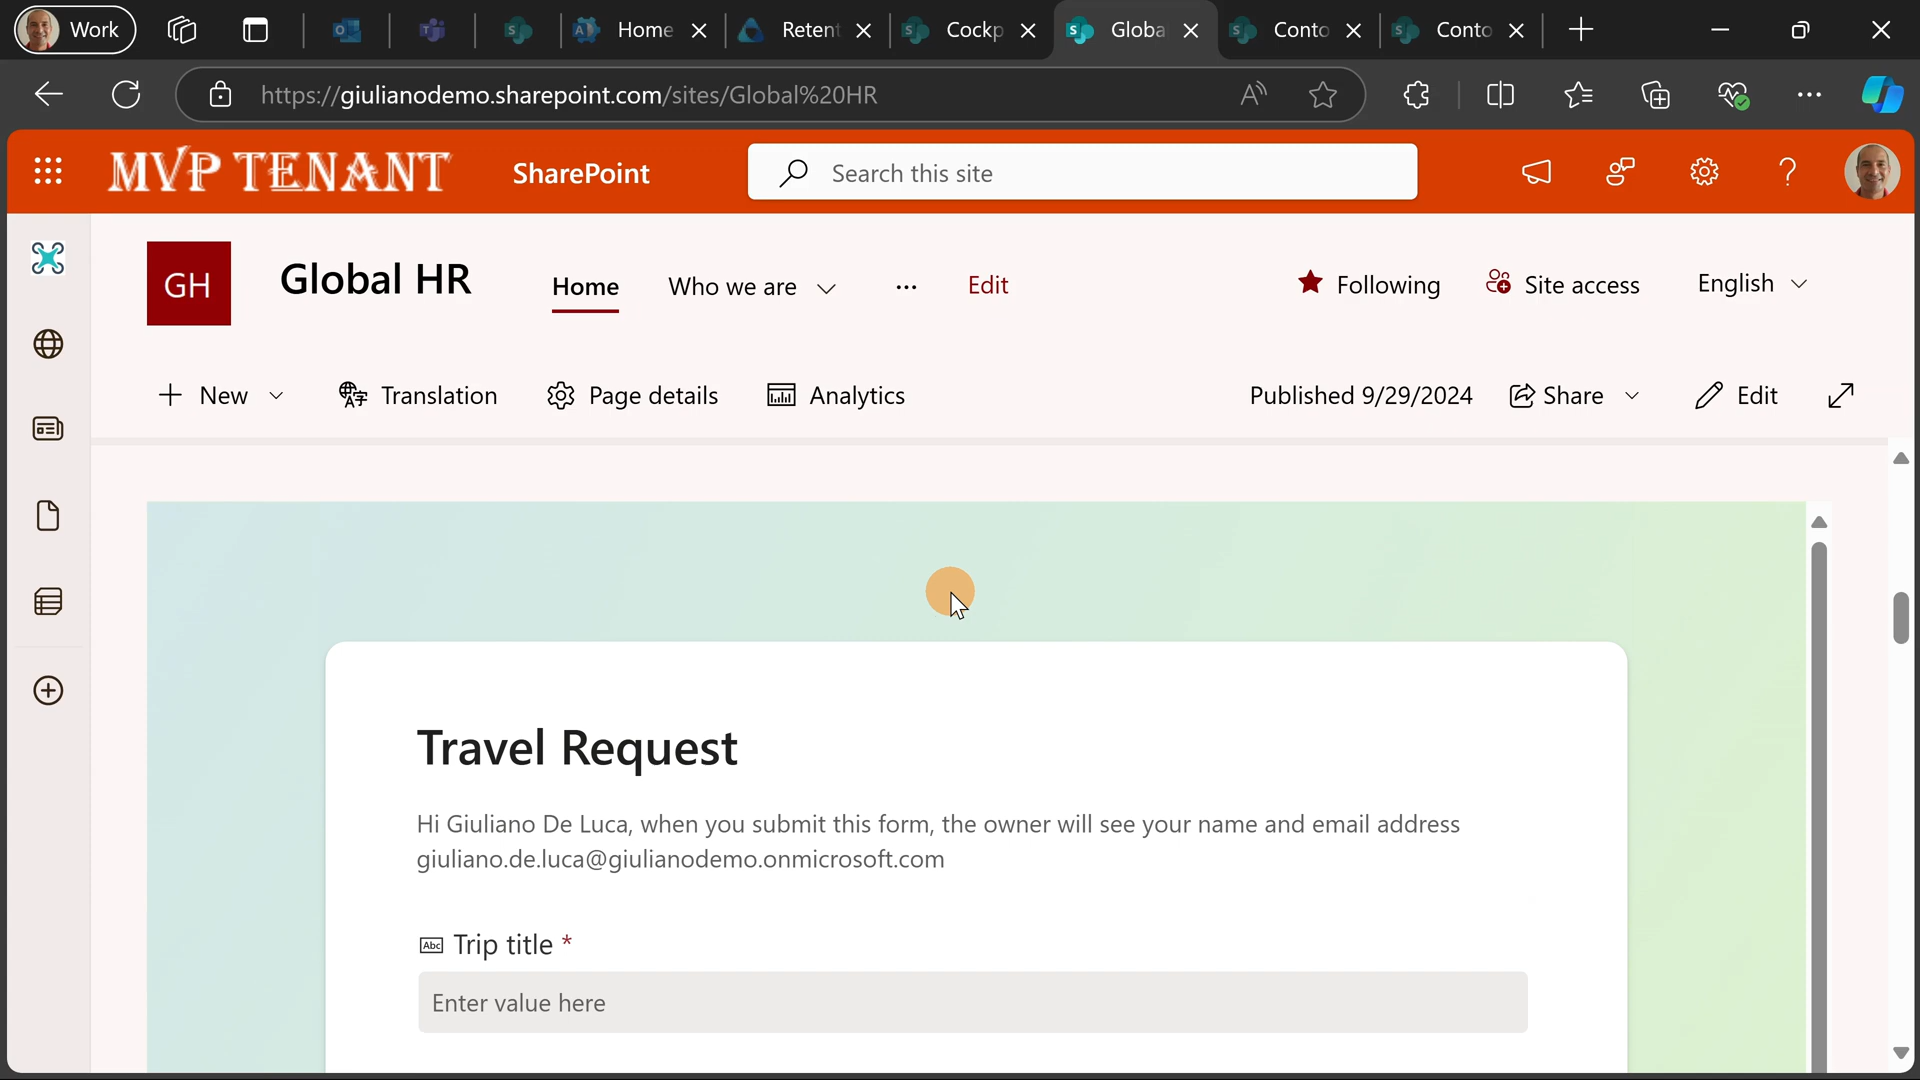 Work
Home
Retent
Cockp
Globa
Conto
Conto
https://giulianodemo.sharepoint.com/sites/Global%20HR
MVP TENANT
SharePoint
Search this site
GH
Global HR
Home
Who we are
Edit
Following
Site access
English
New
Translation
Page details
Analytics
Published 9/29/2024
Share
Edit
Travel Request
Hi Giuliano De Luca, when you submit this form, the owner will see your name and email address
giuliano.de.luca@giulianodemo.onmicrosoft.com
Abc Trip title *
Enter value here